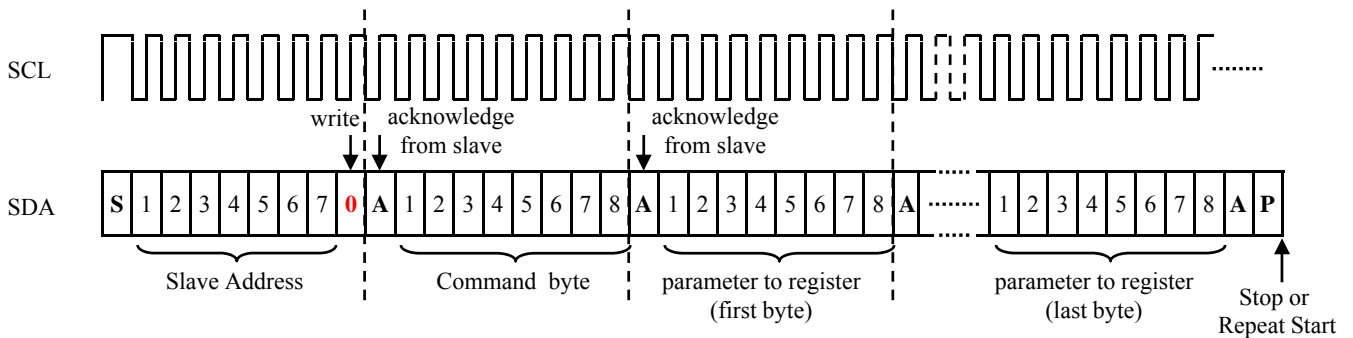 SCL
write
acknowledge
from slave
acknowledge
from slave
SDA
S 1 2 3 4 5 6 7 0 A 1 2 3 4 5 6 7 8 A 1 2 3 4 5 6 7 8 A 1 2 3 4 5 6 7 8 A P
Slave Address
Command byte
parameter to register
(first byte)
parameter to register
(last byte)
Stop or
Repeat Start